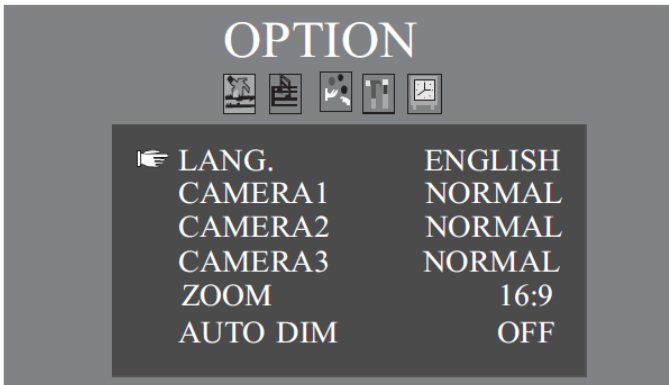 OPTION
LANG. ENGLISH
CAMERA1 NORMAL
CAMERA2 NORMAL
CAMERA3 NORMAL
ZOOM 16:9
AUTO DIM OFF